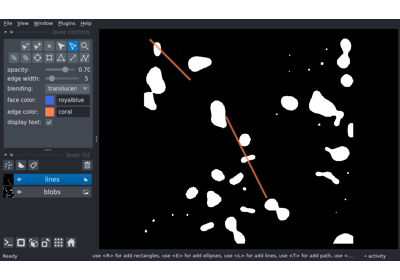 File View Window Plugins Help
layer controls
opacity: 0.70
edge width: 5
blending: translucen
face color: royalblue
edge color: coral
display text:
layer list
lines
blobs
Ready use <R> for add rectangles, use <E> for add ellipses, use <L> for add lines, use <T> for add path, use <... activity